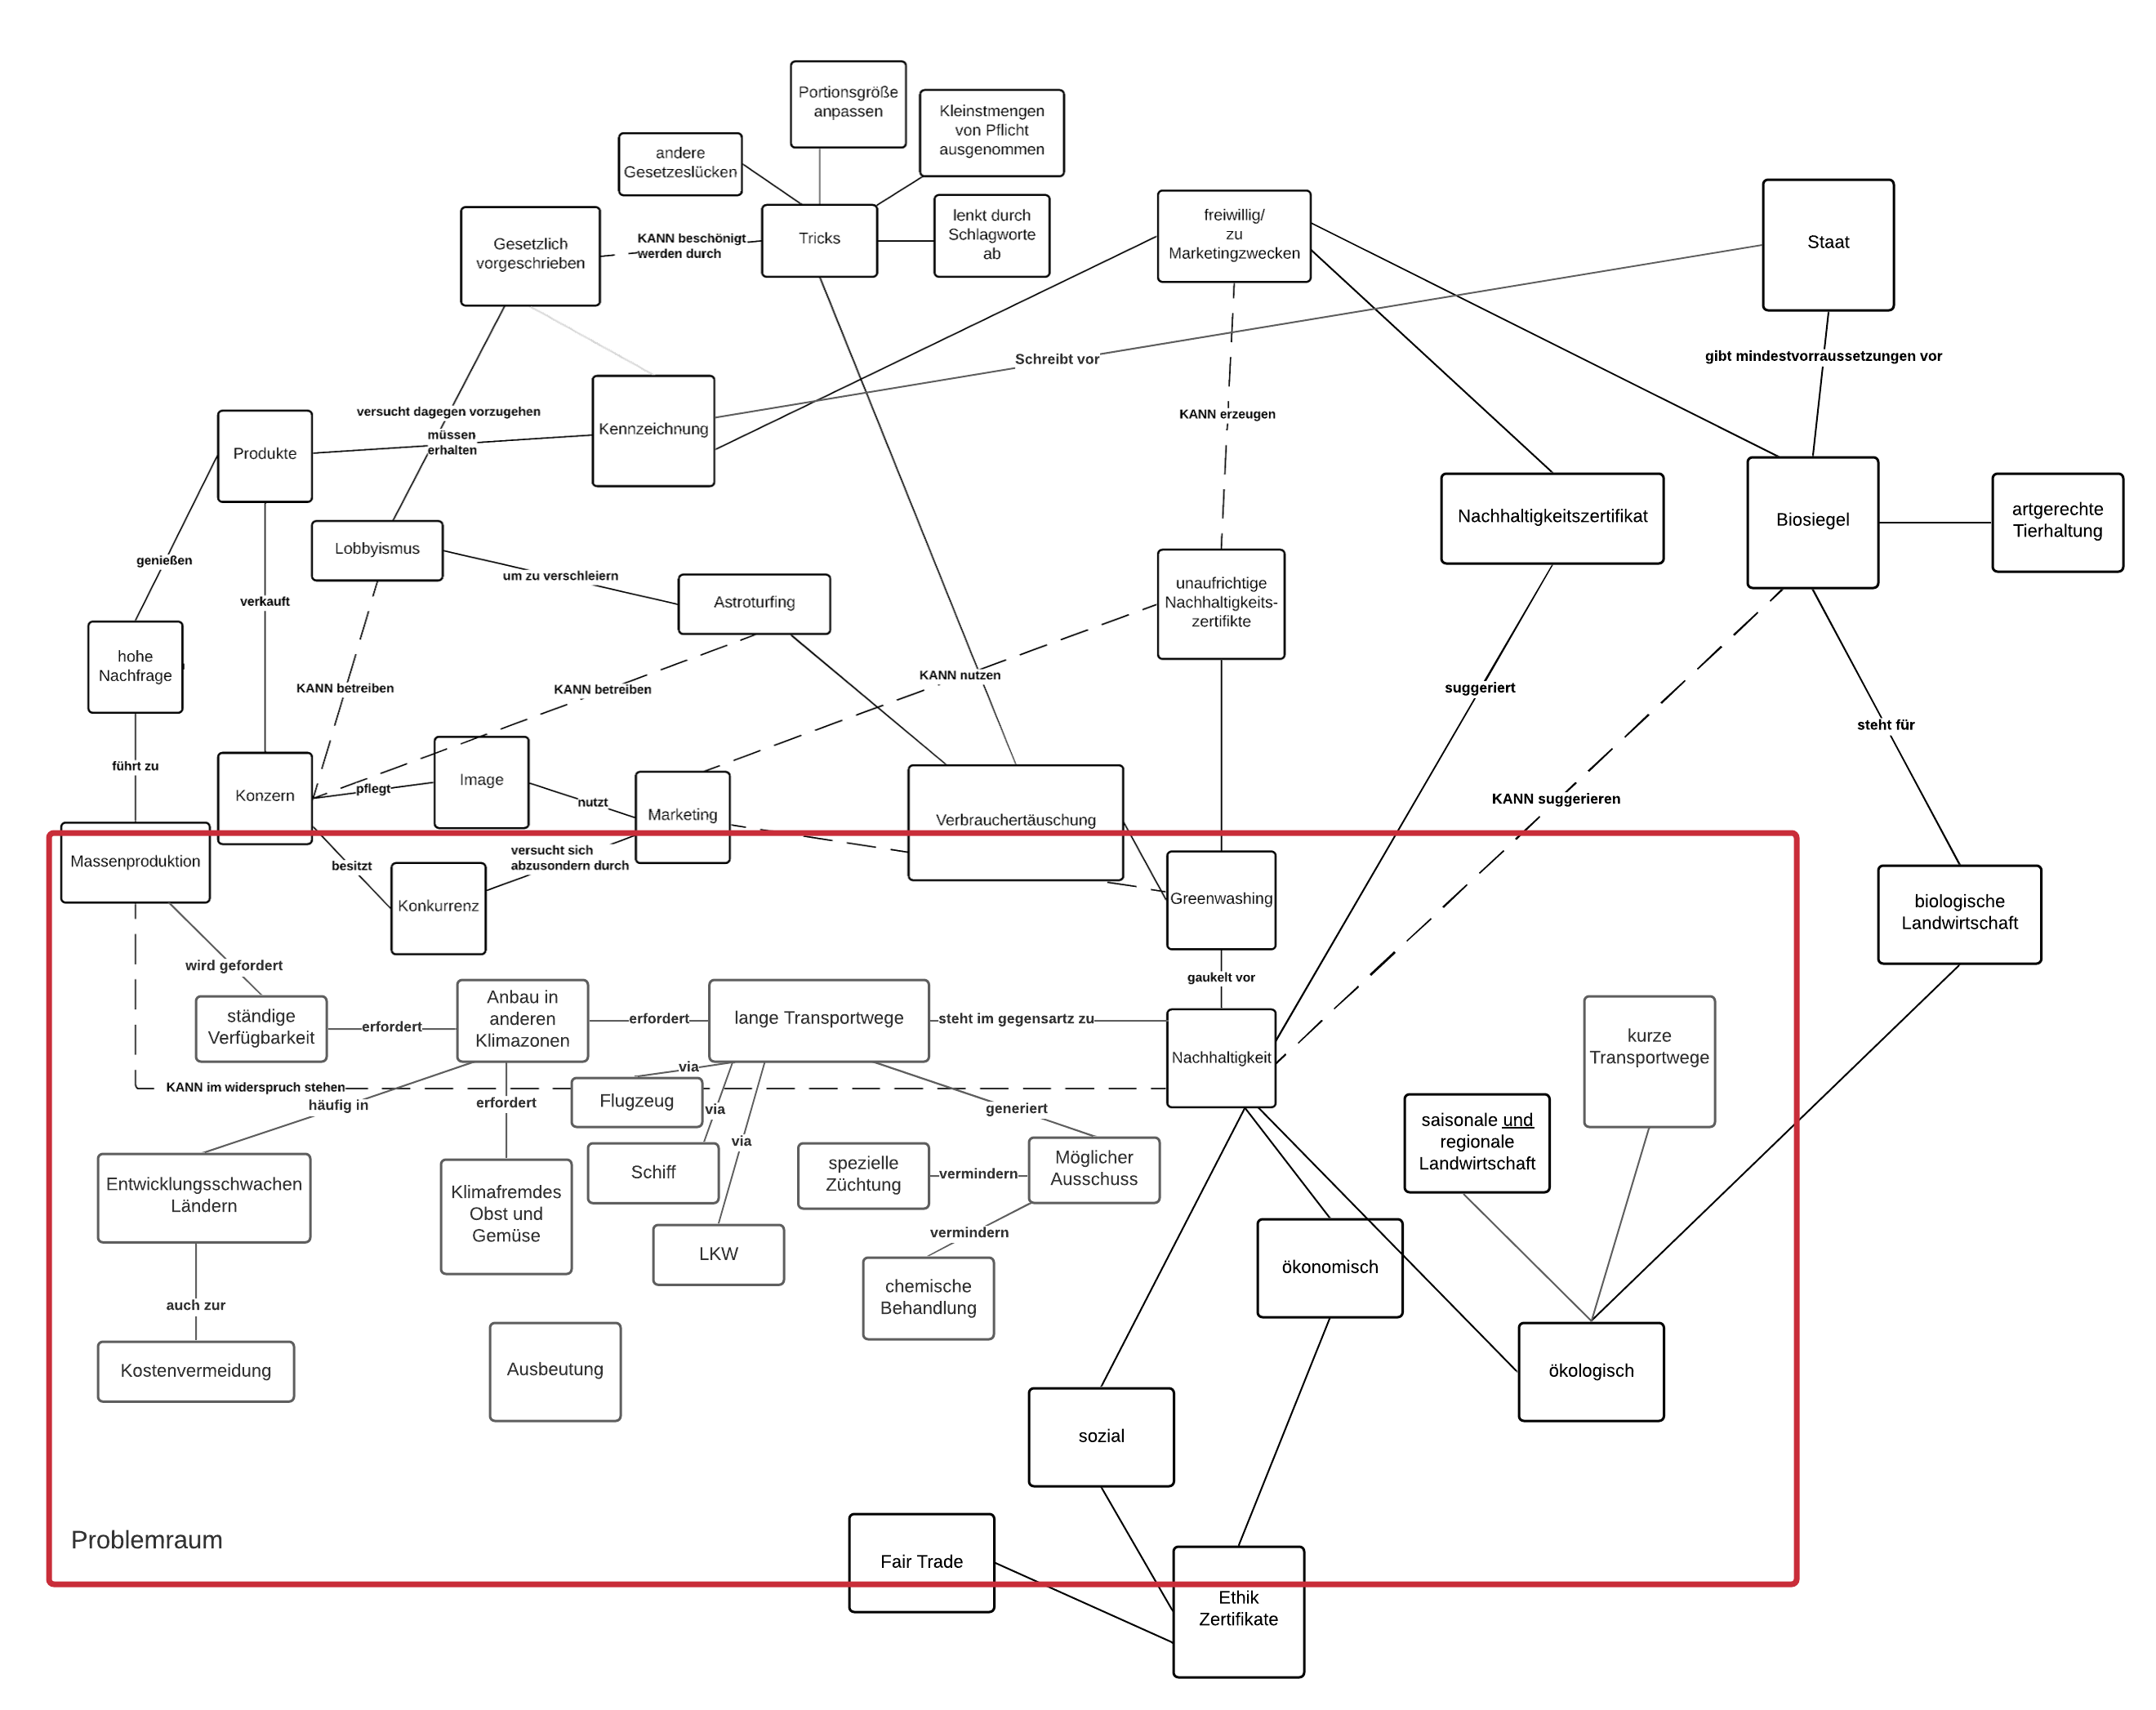 Portionsgröße
anpassen
Kleinstmengen
von Pflicht
ausgenommen
andere
Gesetzeslücken
lenkt durch
Schlagworte
ab
Tricks
Gesetzlich
vorgeschrieben
KANN beschönigt
werden durch
freiwillig/
zu
Marketingzwecken
Staat
Schreibt vor
gibt mindestvorraussetzungen vor
versucht dagegen vorzugehen
müssen
erhalten
Kennzeichnung
KANN erzeugen
Produkte
Nachhaltigkeitszertifikat
Biosiegel
artgerechte
Tierhaltung
Lobbyismus
genießen
um zu verschleiern
Astroturfing
verkauft
unaufrichtige
Nachhaltigkeits-
zertifikte
hohe
Nachfrage
KANN betreiben
KANN betreiben
KANN nutzen
suggeriert
steht für
führt zu
Konzern
pflegt
Image
nutzt
Marketing
Verbrauchertäuschung
KANN suggerieren
Massenproduktion
besitzt
versucht sich
abzusondern durch
Konkurrenz
Greenwashing
biologische
Landwirtschaft
wird gefordert
gaukelt vor
ständige
Verfügbarkeit
erfordert
Anbau in
anderen
Klimazonen
erfordert
lange Transportwege
steht im gegensartz zu
Nachhaltigkeit
kurze
Transportwege
KANN im widerspruch stehen
häufig in
erfordert
via
Flugzeug
via
via
generiert
saisonale und
regionale
Landwirtschaft
Entwicklungsschwachen
Ländern
Klimafremdes
Obst und
Gemüse
Schiff
LKW
spezielle
Züchtung
vermindern
Möglicher
Ausschuss
vermindern
chemische
Behandlung
ökonomisch
auch zur
Kostenvermeidung
Ausbeutung
ökologisch
sozial
Problemraum
Fair Trade
Ethik
Zertifikate